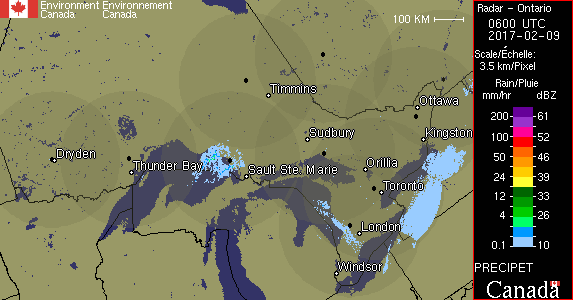 Environment Environnement
Canada Canada
100 KM
Timmins
Ottawa
Sudbury
Kingston
Dryden
Thunder Bay
Sault Ste. Marie
Orillia
Toronto
London
Windsor
Radar - Ontario
0600 UTC
2017-02-09
Scale/Échelle:
3.5 km/Pixel
Rain/Pluie
mm/hr dBZ
200 61
100 52
50 46
24 39
12 33
4 26
1 20
0.1 10
PRECIPET
Canada